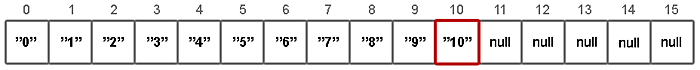 0 1 2 3 4 5 6 7 8 9 10 11 12 13 14 15
”0” ”1” ”2” ”3” ”4” ”5” ”6” ”7” ”8” ”9” ”10” null null null null null